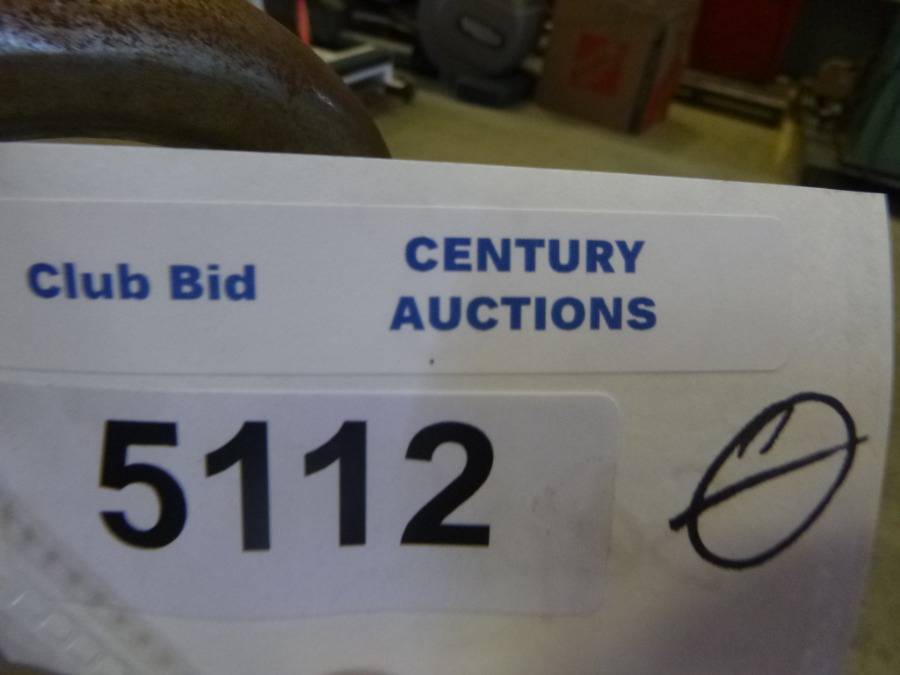 Club Bid
CENTURY
AUCTIONS
5112